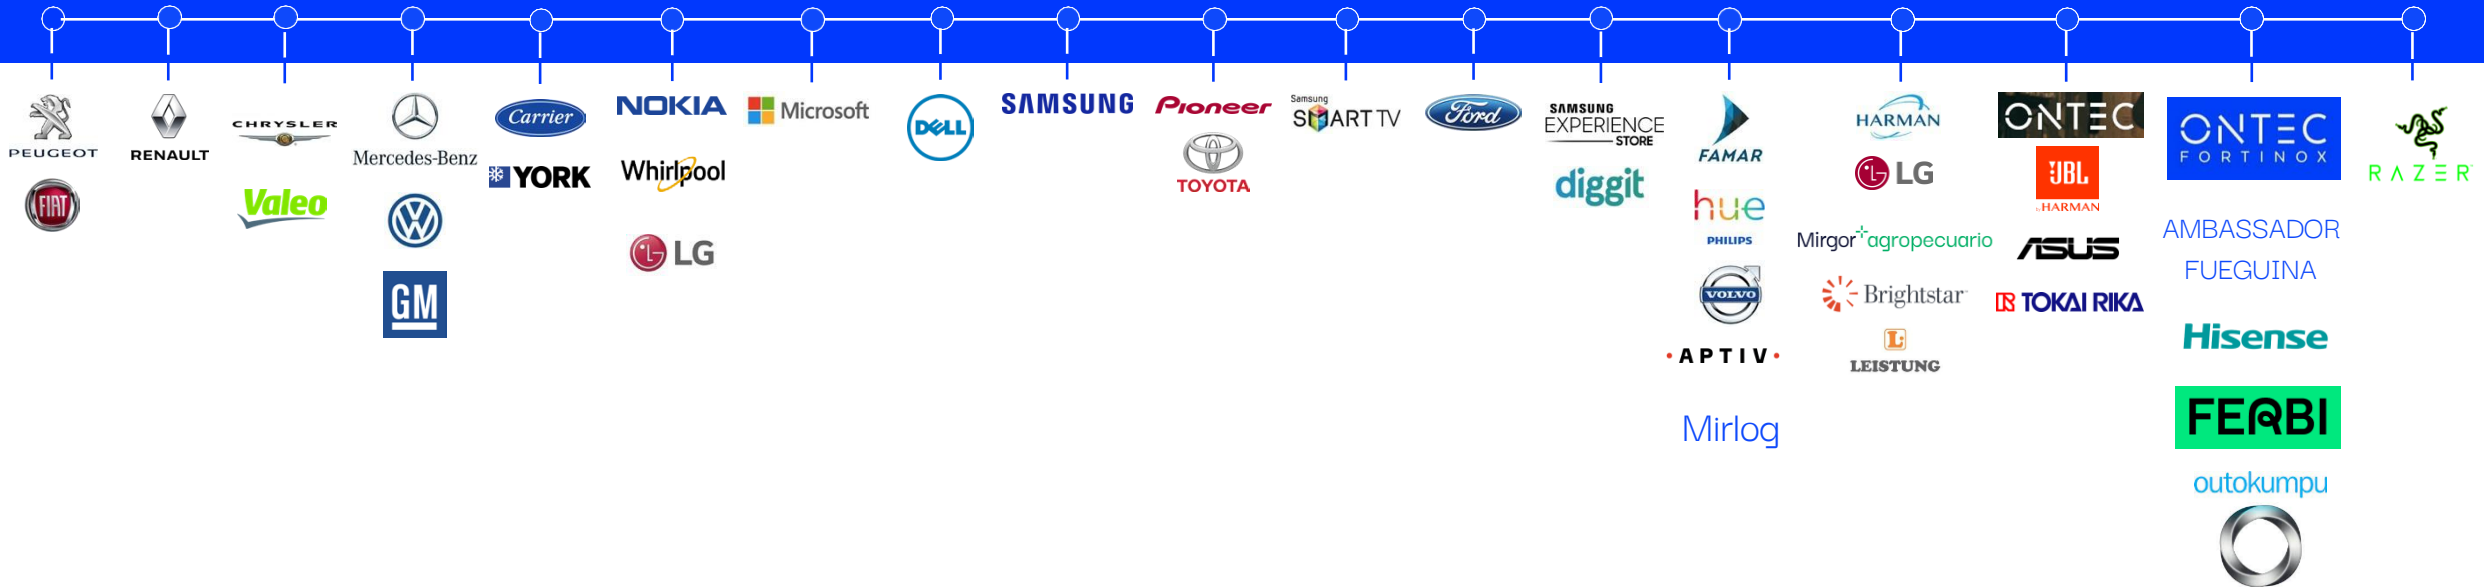 PEUGEOT
FIAT
RENAULT
CHRYSLER
Valeo
Mercedes-Benz
GM
Carrier
YORK
NOKIA
Whirlpool
LG
Microsoft
DELL
SAMSUNG
Pioneer
TOYOTA
Samsung
SMART TV
Ford
SAMSUNG
EXPERIENCE
STORE
diggit
FAMAR
hue
PHILIPS
VOLVO
APTIV
Mirlog
HARMAN
LG
Mirgor+agropecuario
Brightstar
L
LEISTUNG
ONTEC
JBL
by HARMAN
ASUS
TOKAI RIKA
ONTEC
FORTINOX
AMBASSADOR
FUEGUINA
Hisense
FERBI
outokumpu
RAZER